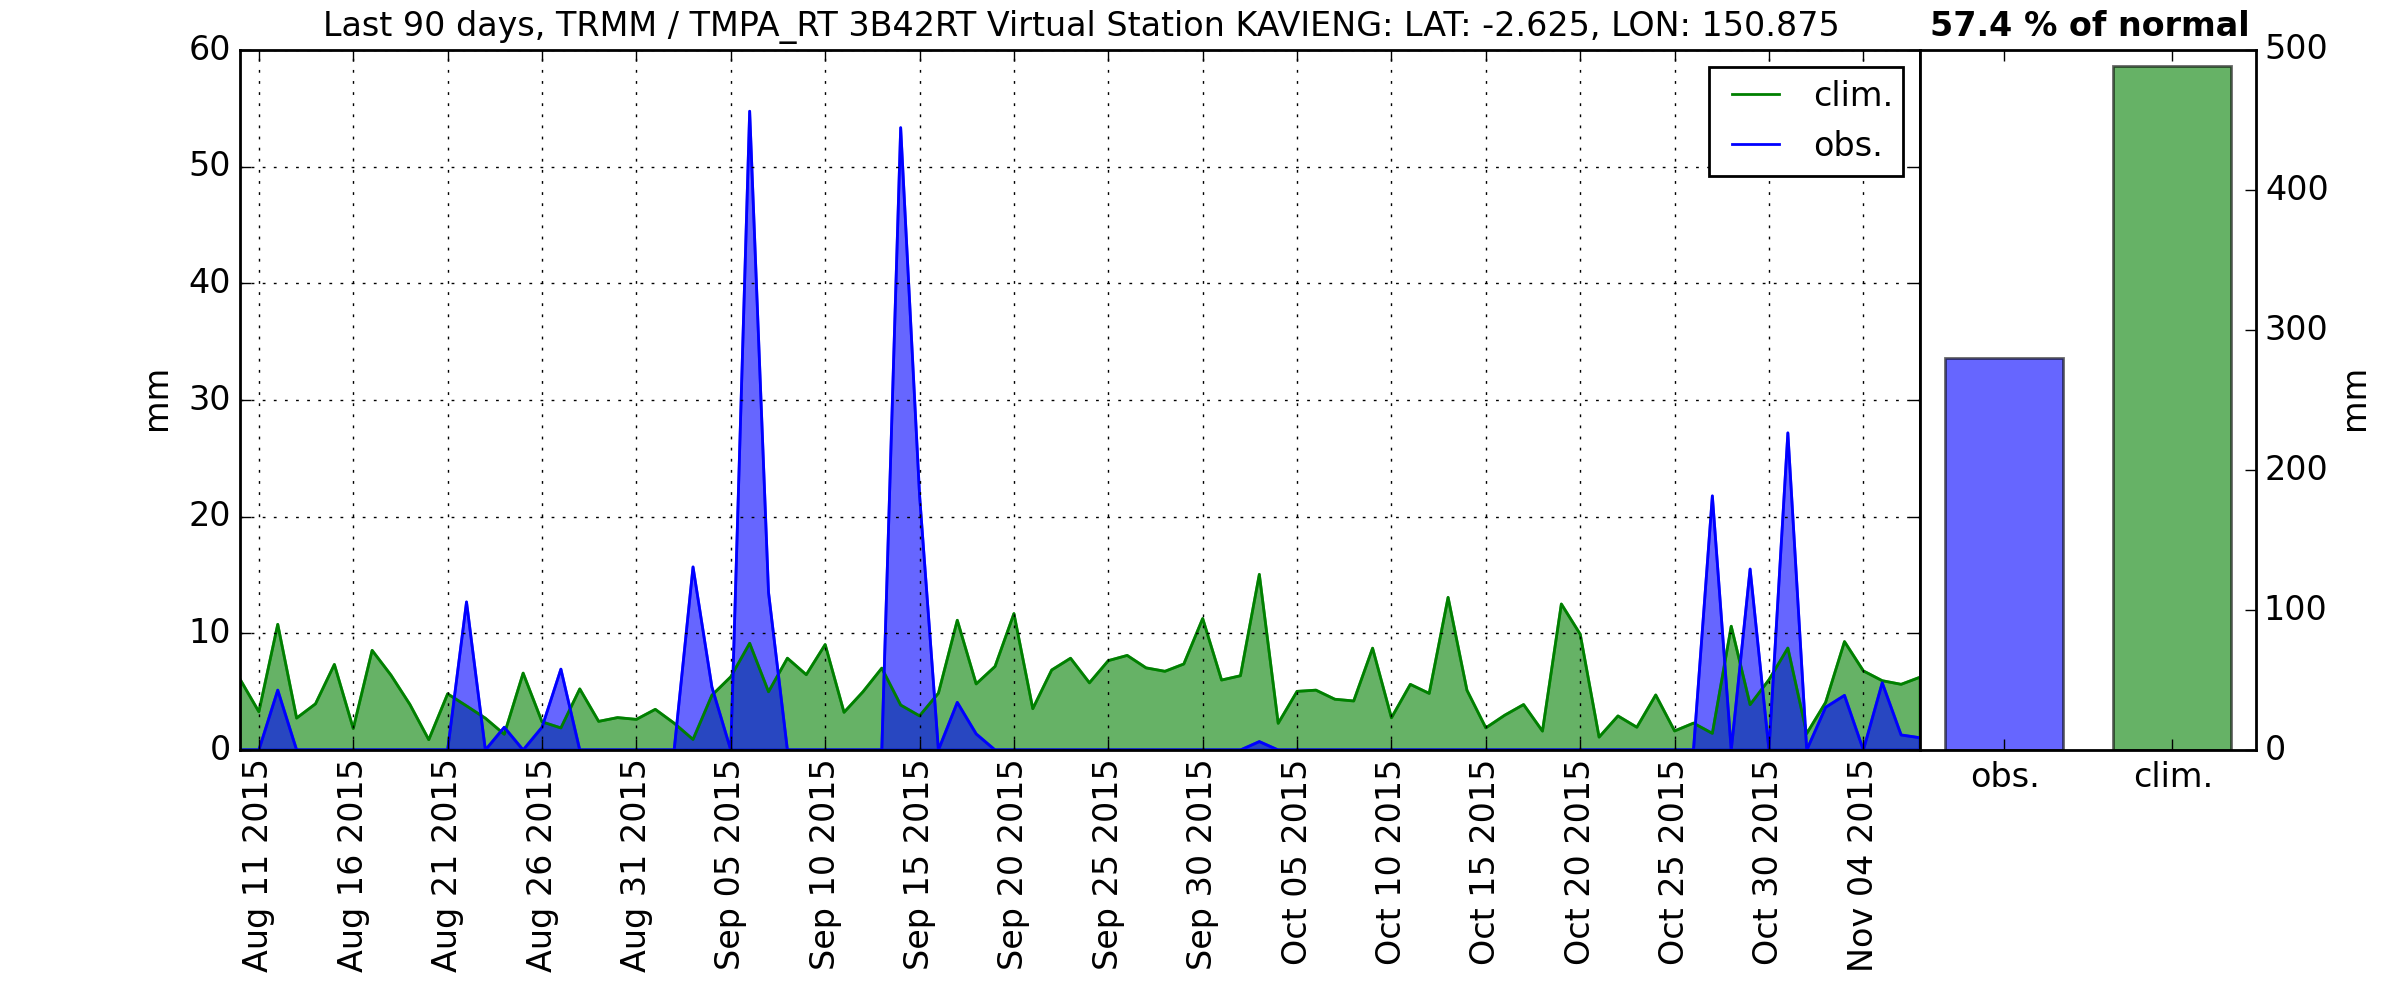 Last 90 days, TRMM / TMPA_RT 3B42RT Virtual Station KAVIENG: LAT: -2.625, LON: 150.875
57.4 % of normal
60
50
40
30
20
10
0
mm
clim.
obs.
500
400
300
200
100
0
mm
obs.
clim.
Aug 11 2015
Aug 16 2015
Aug 21 2015
Aug 26 2015
Aug 31 2015
Sep 05 2015
Sep 10 2015
Sep 15 2015
Sep 20 2015
Sep 25 2015
Sep 30 2015
Oct 05 2015
Oct 10 2015
Oct 15 2015
Oct 20 2015
Oct 25 2015
Oct 30 2015
Nov 04 2015